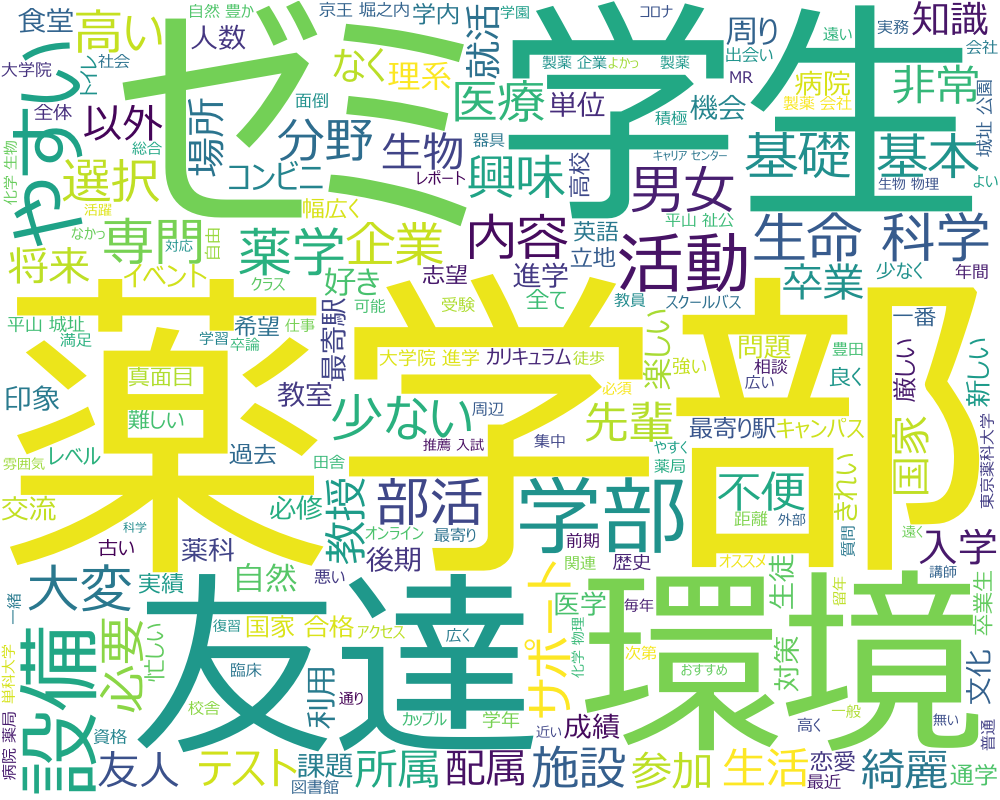 自然 豊か
京王 堀之内
学内
学園
コロナ
遠い
実務
会社
食堂
高い
人数
なく
就活
製薬 企業
よかっ
製薬
周り
出会い
知識
大学院
社会
トイレ
やすい
ゼミ
学生
理系
医療
MR
病院
製薬 会社
非常
全体
以外
場所
面倒
分野
単位
積極
機会
城址 公園
総合
選択
コンビニ
生物
器具
興味
高校
キャリア センター
基礎
基本
化学 生物
活躍
幅広く
レポート
男女
生物 物理
よい
なかっ
専門
対応
自由
薬学
企業
内容
英語
平山 祉公
活動
生命 科学
将来
イベント
クラス
好き
志望
進学
立地
卒業
少なく
年間
平山 城址
満足
学習
希望
卒論
仕事
可能
最寄駅
受験
全て
教員
スクールバス
一番
薬学部
真面目
大学院 進学
カリキュラム
徒歩
楽しい
強い
問題
相談
広い
豊田
良く
厳しい
新しい
印象
難しい
教室
少ない
周辺
必須
先輩
最寄り駅
キャンパス
雰囲気
レベル
過去
田舎
推薦 入試
集中
やすく
薬局
国家
きれい
東京薬科大学
交流
必修
教授
部活
学部
不便
距離
外部
古い
科学
薬科
オンライン
最寄り
後期
前期
関連
歴史
オススメ
質問
遠く
入学
講師
大変
実績
自然
悪い
友達
サポート
医学
毎年
環境
生徒
留年
卒業生
一緒
設備
必要
忙しい
復習
国家 合格
アクセス
広く
化学 物理
次第
おすすめ
対策
文化
単科大学
臨床
利用
通り
校舎
カップル
学年
近い
成績
一般
高く
無い
普通
病院 薬局
資格
友人
テスト
課題
図書館
所属
配属
施設
参加
生活
恋愛
最近
綺麗
通学